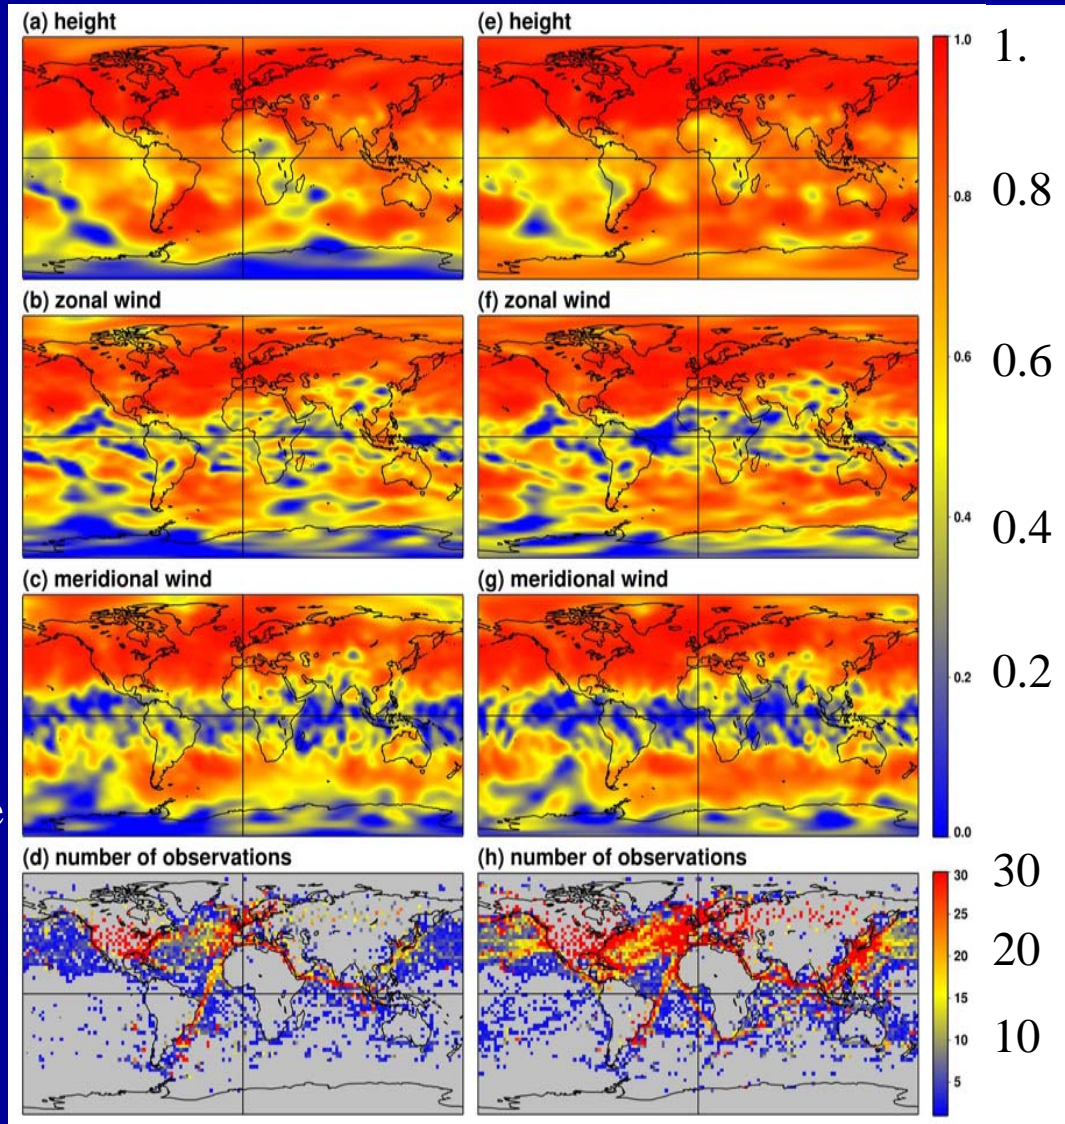 (a) height
(e) height
1.0
1.
0.8
0.8
(b) zonal wind
(f) zonal wind
0.6
0.6
0.4
0.4
(c) meridional wind
(g) meridional wind
0.2
0.2
0.0
e
(d) number of observations
(h) number of observations
30
30
25
20
20
15
10
10
5